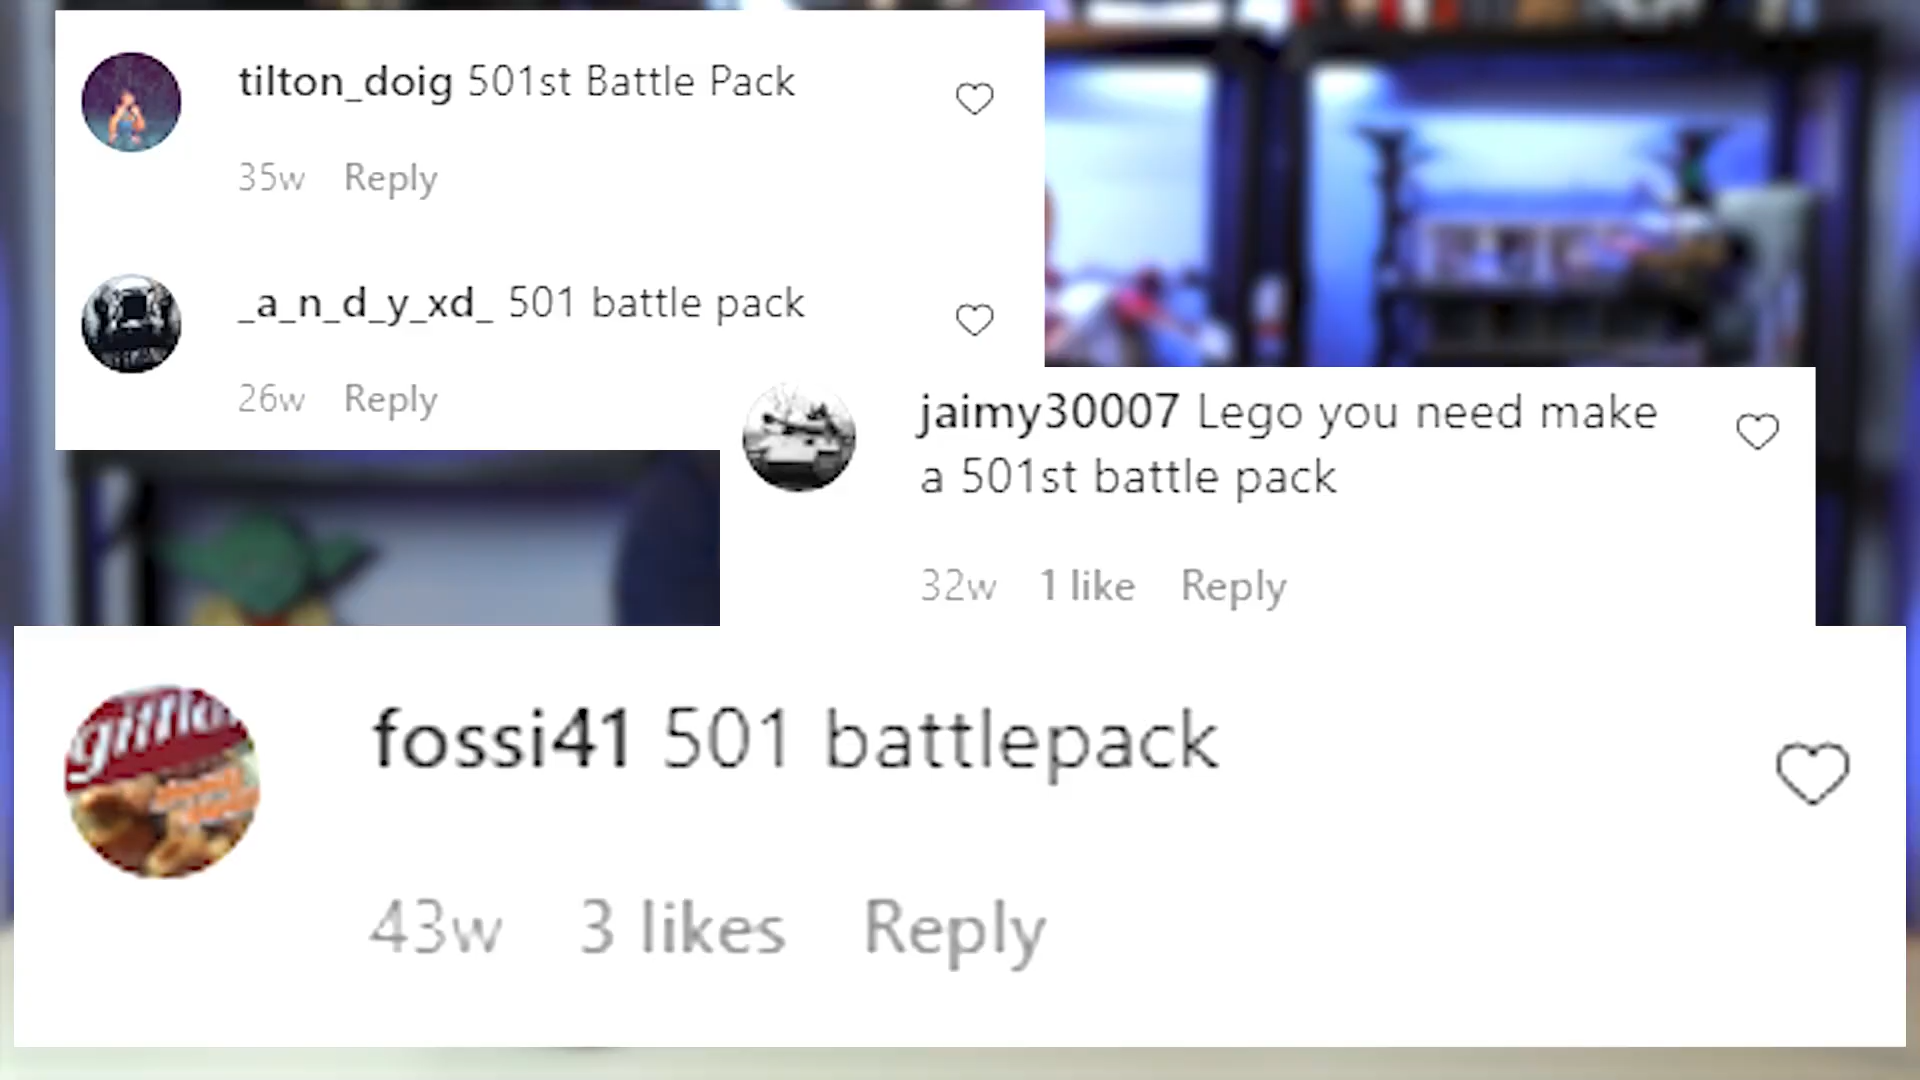 tilton_doig 501st Battle Pack
35w Reply
_a_n_d_y_xd_ 501 battle pack
26w Reply
jaimy30007 Lego you need make
a 501st battle pack
32w 1 like Reply
fossi41 501 battlepack
43w 3 likes Reply